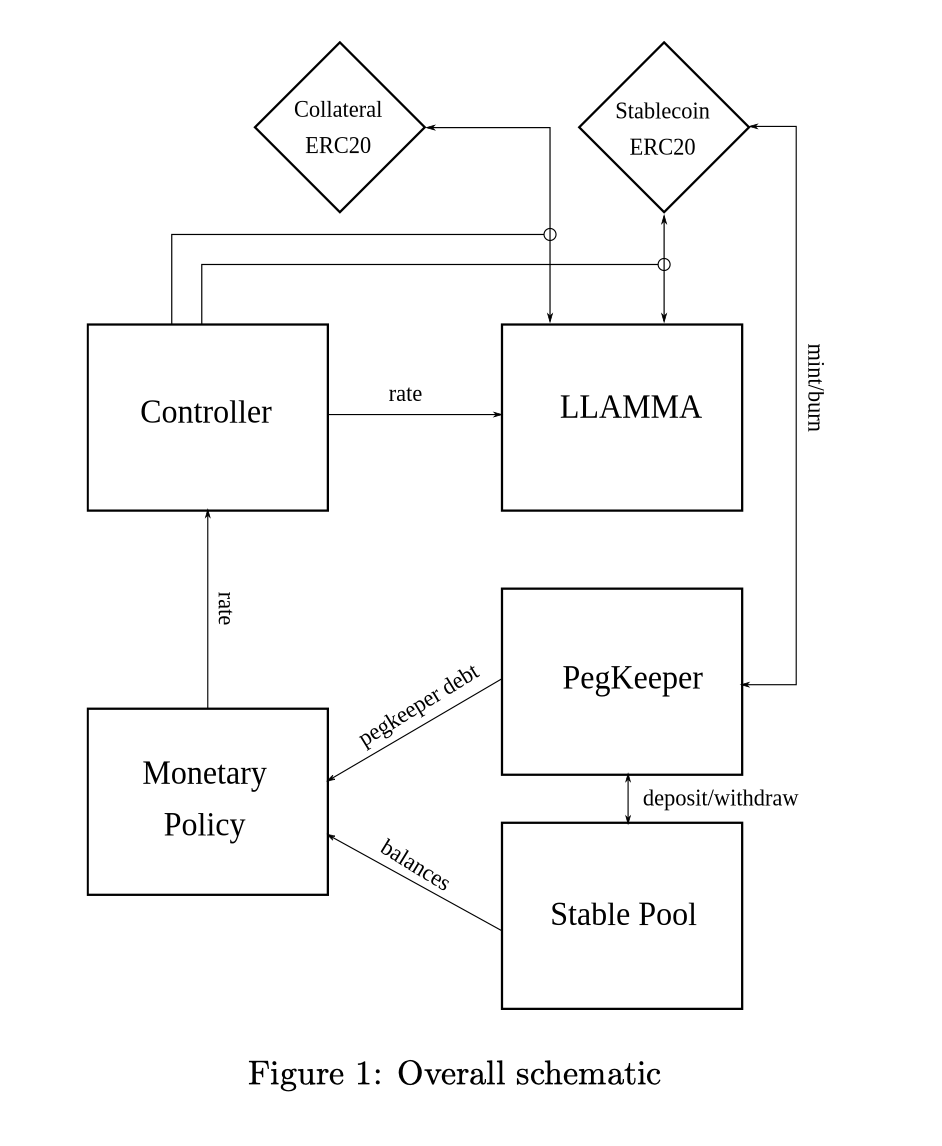 Collateral
ERC20
Stablecoin
ERC20
mint/burn
Controller
rate
LLAMMA
rate
pegkeeper debt
PegKeeper
Monetary
Policy
deposit/withdraw
balances
Stable Pool
Figure 1: Overall schematic